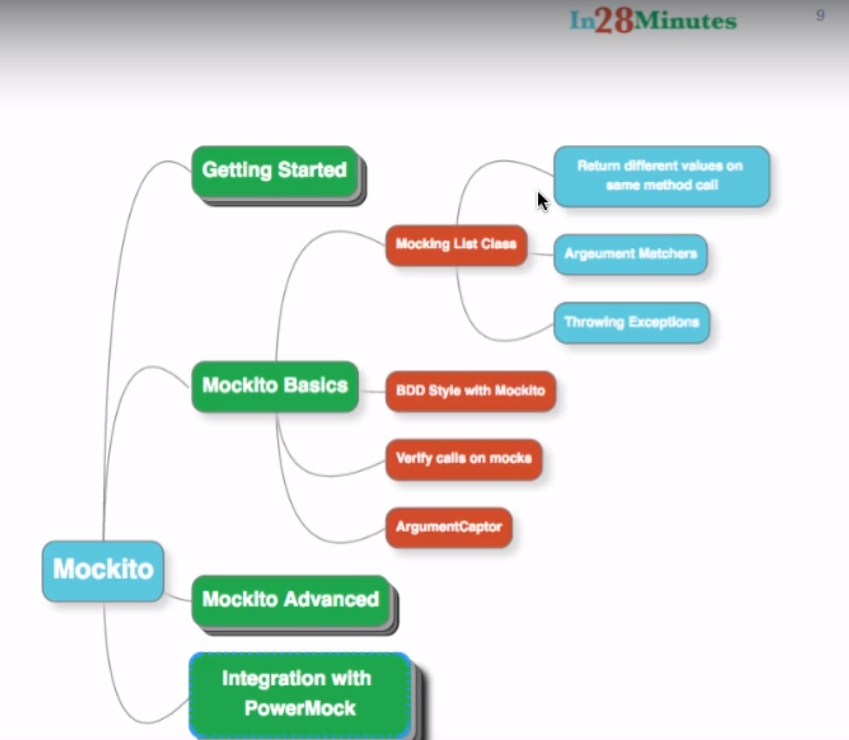 In28Minutes
9
Getting Started
Return different values on
same method call
Mocking List Class
Argeument Matchers
Throwing Exceptions
Mockito Basics
BDD Style with Mockito
Verify calls on mocks
ArgumentCaptor
Mockito
Mockito Advanced
Integration with
PowerMock